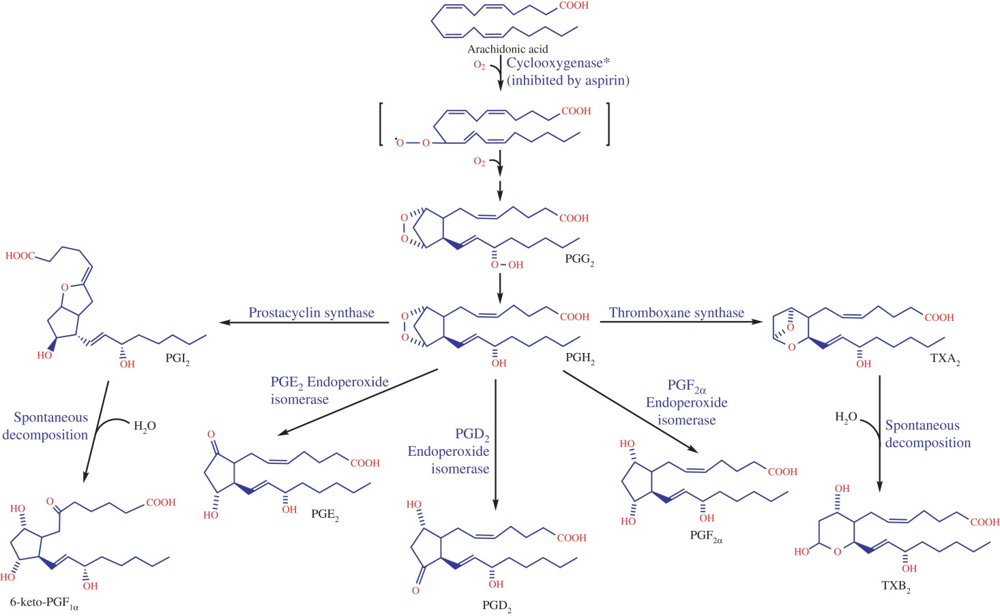 COOH
Arachidonic acid
O2
Cyclooxygenase*
(inhibited by aspirin)
COOH
•O O
O2
O
O
COOH
O OH
PGG2
HOOC
O
HO
OH
PGI2
Prostacyclin synthase
O
O
COOH
OH
PGH2
Thromboxane synthase
O
O
COOH
OH
TXA2
Spontaneous
decomposition
H2O
PGE2 Endoperoxide
isomerase
PGD2
Endoperoxide
isomerase
PGF2α
Endoperoxide
isomerase
H2O
Spontaneous
decomposition
HO
O
COOH
HO
OH
6-keto-PGF1α
O
COOH
HO
OH
PGE2
HO
COOH
O
OH
PGD2
HO
COOH
HO
OH
PGF2α
OH
COOH
HO
O
OH
TXB2